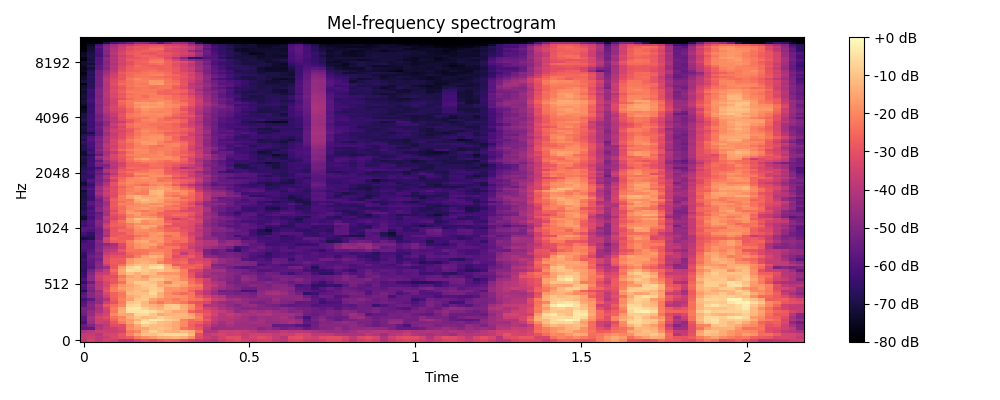 Mel-frequency spectrogram
Hz
8192
4096
2048
1024
512
0
0
0.5
1
1.5
2
Time
+0 dB
-10 dB
-20 dB
-30 dB
-40 dB
-50 dB
-60 dB
-70 dB
-80 dB